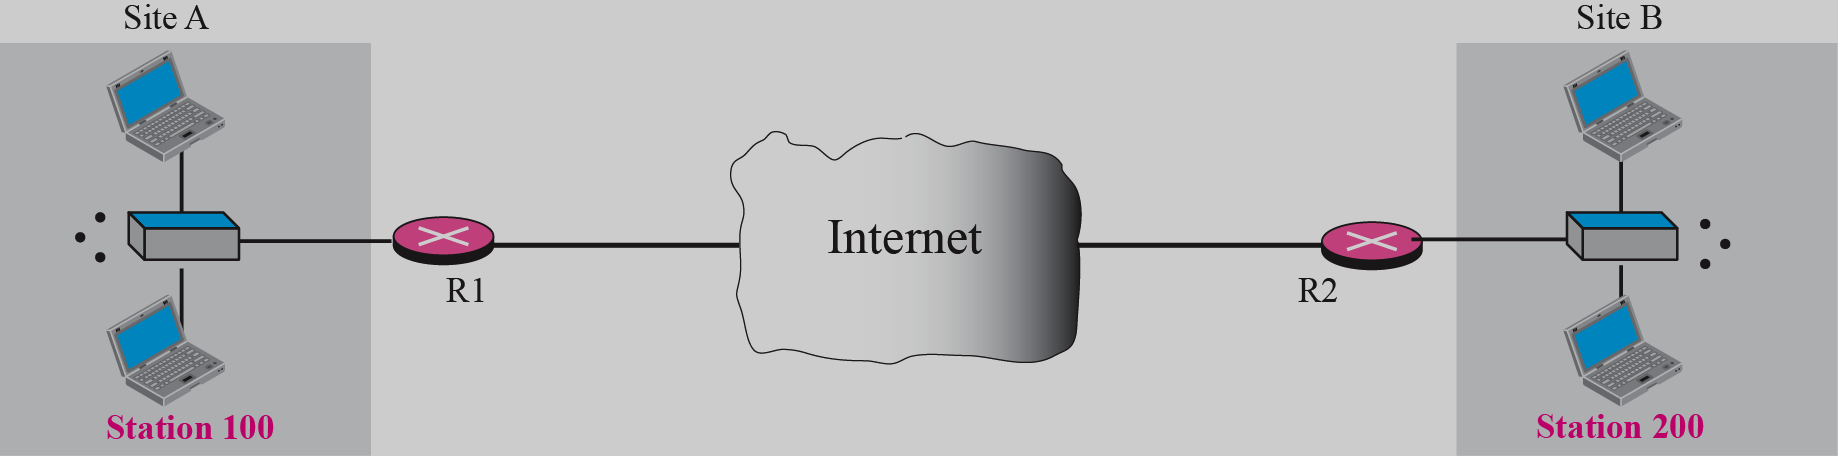 Site A
Site B
Internet
R1
R2
Station 100
Station 200